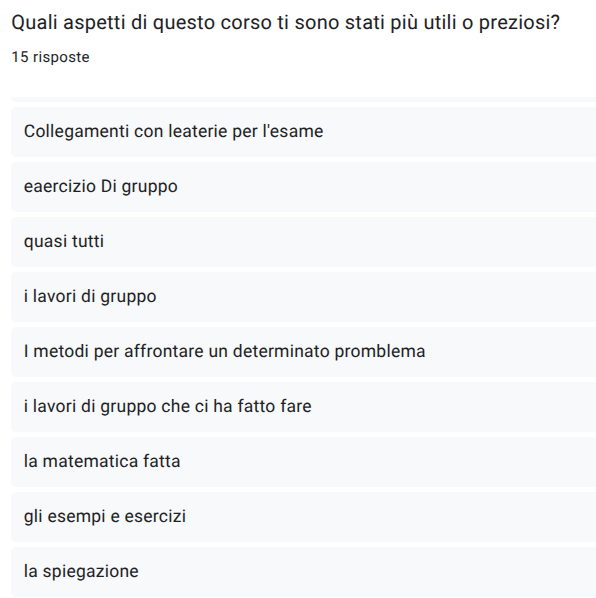 Quali aspetti di questo corso ti sono stati più utili o preziosi?
15 risposte
Collegamenti con leaterie per l'esame
eaercizio Di gruppo
quasi tutti
i lavori di gruppo
I metodi per affrontare un determinato promblema
i lavori di gruppo che ci ha fatto fare
la matematica fatta
gli esempi e esercizi
la spiegazione